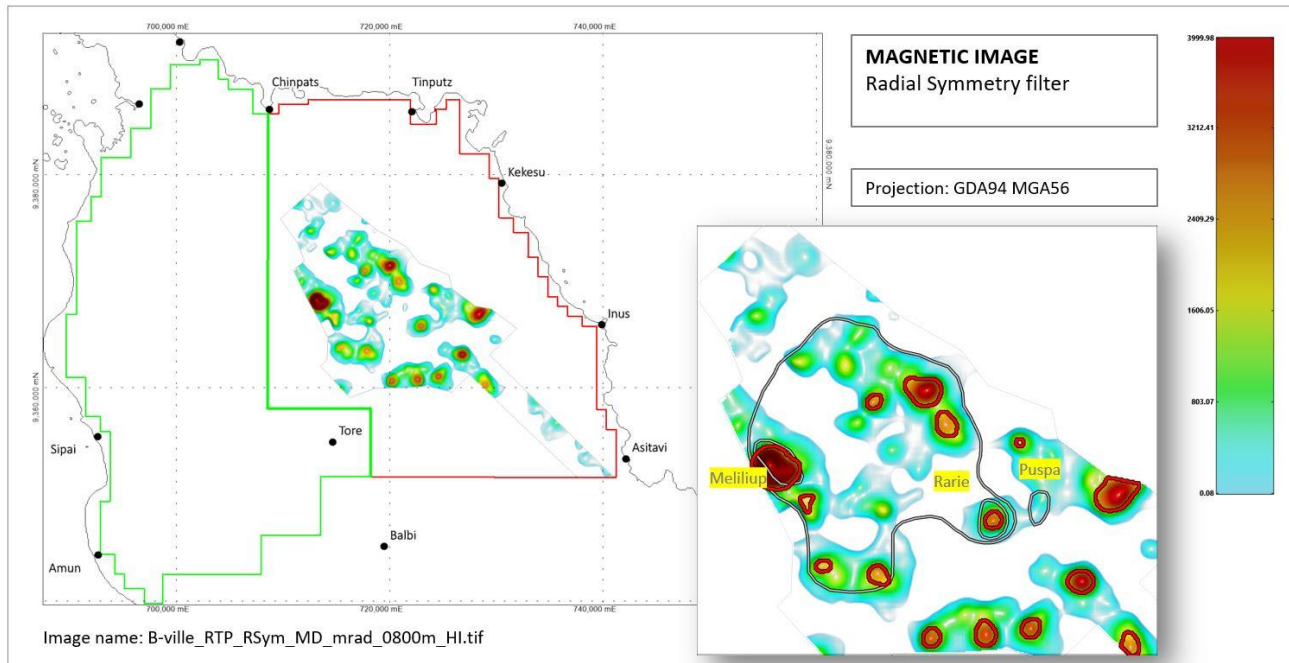 700,000 mE
720,000 mE
740,000 mE
MAGNETIC IMAGE
Radial Symmetry filter
Projection: GDA94 MGA56
3999.98
3212.41
2409.29
1606.05
803.07
0.08
Chinpats
Tinputz
Kekesu
9,380,000 mN
9,380,000 mN
Inus
9,360,000 mN
Tore
Sipai
Asitavi
Balbi
Amun
700,000 mE
720,000 mE
740,000 mE
Meliliup
Rarie
Puspa
Image name: B-ville_RTP_RSym_MD_mrad_0800m_HI.tif